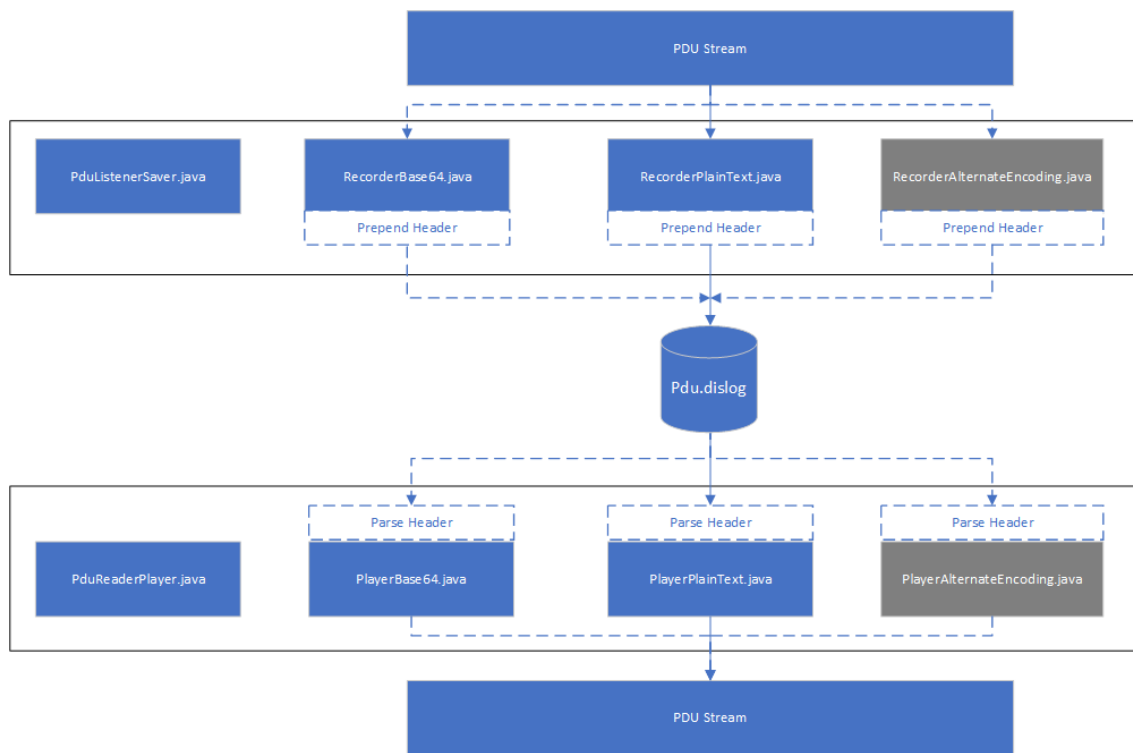 PDU Stream
PduListenerSaver.java
RecorderBase64.java
RecorderPlainText.java
RecorderAlternateEncoding.java
Prepend Header
Prepend Header
Prepend Header
Pdu.dislog
Parse Header
Parse Header
Parse Header
PduReaderPlayer.java
PlayerBase64.java
PlayerPlainText.java
PlayerAlternateEncoding.java
PDU Stream